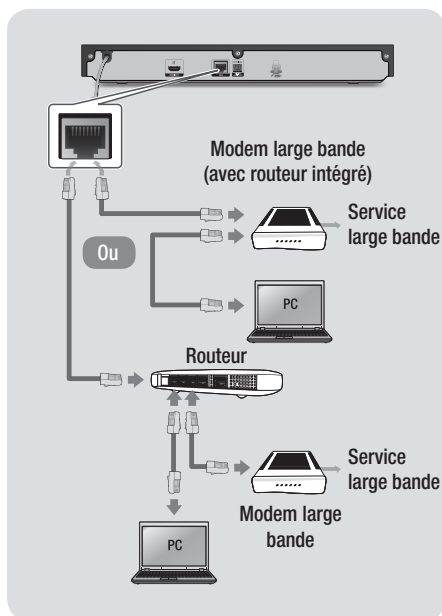 Modem large bande
(avec routeur intégré)
Service
large bande
Ou
PC
Routeur
Service
large bande
Modem large
bande
PC